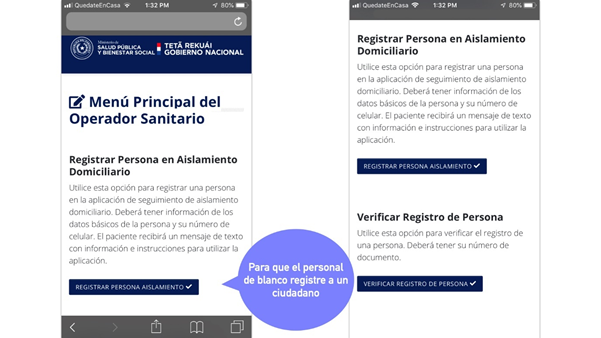 QuedateEnCasa 1:32 PM 80%
Ministerio de
SALUD PÚBLICA
Y BIENESTAR SOCIAL
TETÃ REKUÁI
GOBIERNO NACIONAL
Menú Principal del
Operador Sanitario
Registrar Persona en Aislamiento
Domiciliario
Utilice esta opción para registrar una persona
en la aplicación de seguimiento de aislamiento
domiciliario. Deberá tener información de los
datos básicos de la persona y su número de
celular. El paciente recibirá un mensaje de texto
con información e instrucciones para utilizar la
aplicación.
REGISTRAR PERSONA AISLAMIENTO
Para que el personal
de blanco registre a un
ciudadano
QuedateEnCasa 1:32 PM 80%
Registrar Persona en Aislamiento
Domiciliario
Utilice esta opción para registrar una persona
en la aplicación de seguimiento de aislamiento
domiciliario. Deberá tener información de los
datos básicos de la persona y su número de
celular. El paciente recibirá un mensaje de texto
con información e instrucciones para utilizar la
aplicación.
REGISTRAR PERSONA AISLAMIENTO
Verificar Registro de Persona
Utilice esta opción para verificar el registro de
una persona. Deberá tener su número de
documento.
VERIFICAR REGISTRO DE PERSONA